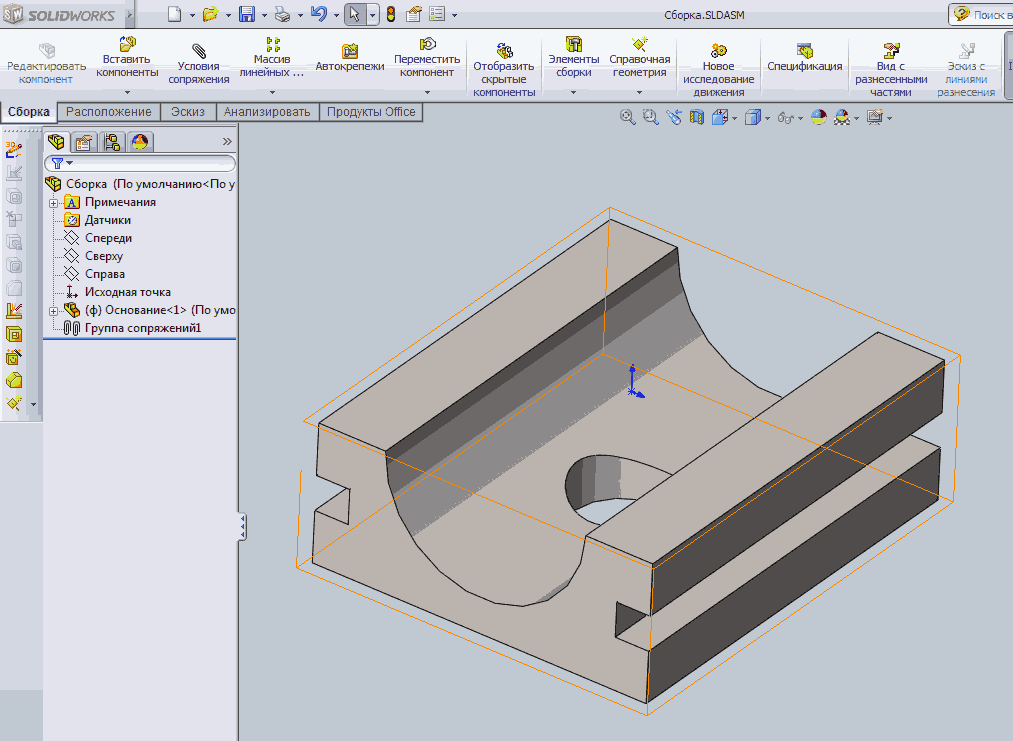 SOLIDWORKS
Сборка.SLDASM
Поиск в
Редактировать
компонент
Вставить
компоненты
Условия
сопряжения
Массив
линейных ...
Автокрепежи
Переместить
компонент
Отобразить
скрытые
компоненты
Элементы
сборки
Справочная
геометрия
Новое
исследование
движения
Спецификация
Вид с
разнесенными
частями
Эскиз с
линиями
разнесения
Сборка
Расположение
Эскиз
Анализировать
Продукты Office
Сборка (По умолчанию<По у
Примечания
Датчики
Спереди
Сверху
Справа
Исходная точка
(ф) Основание<1> (По умо
Группа сопряжений1